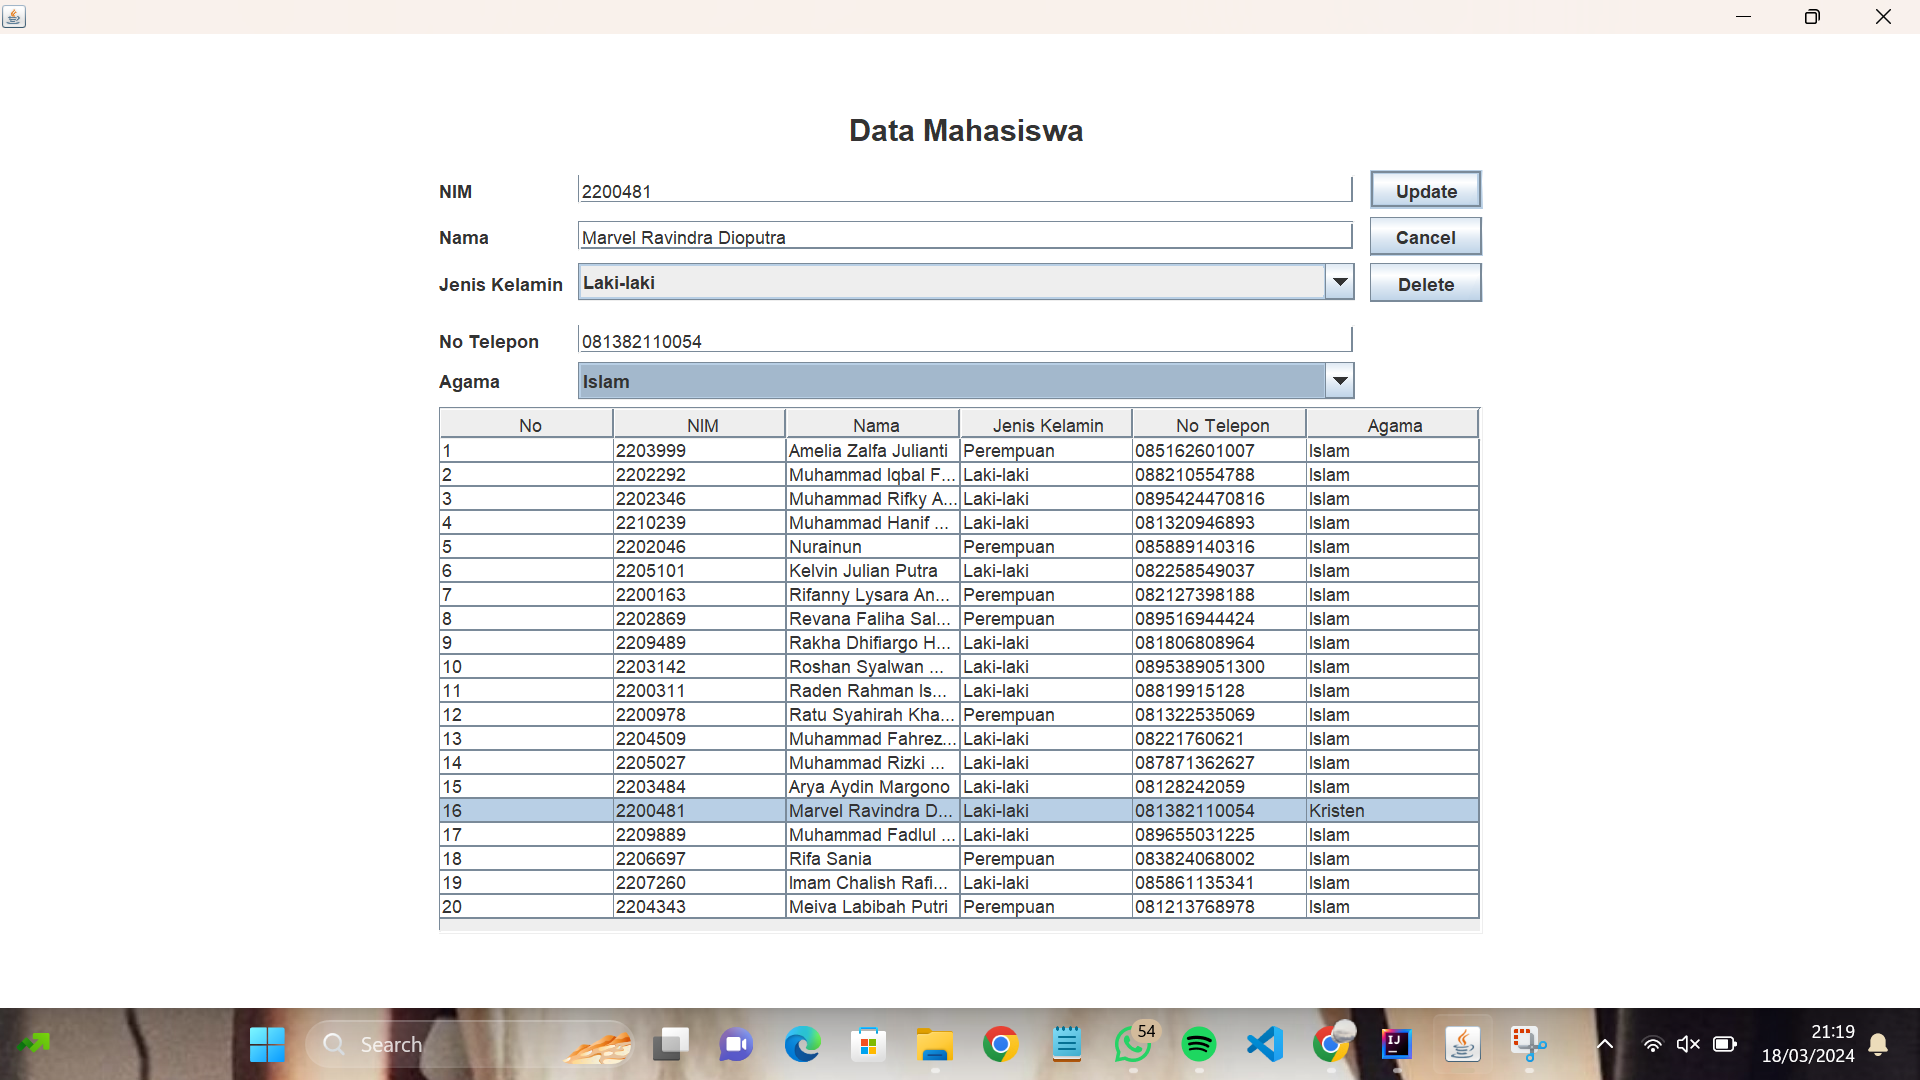 Data Mahasiswa
NIM 2200481 Update
Nama Marvel Ravindra Dioputra Cancel
Jenis Kelamin Laki-laki Delete
No Telepon 081382110054
Agama Islam
No NIM Nama Jenis Kelamin No Telepon Agama
1 2203999 Amelia Zalfa Julianti Perempuan 085162601007 Islam
2 2202292 Muhammad Iqbal F... Laki-laki 088210554788 Islam
3 2202346 Muhammad Rifky A... Laki-laki 0895424470816 Islam
4 2210239 Muhammad Hanif ... Laki-laki 081320946893 Islam
5 2202046 Nurainun Perempuan 085889140316 Islam
6 2205101 Kelvin Julian Putra Laki-laki 082258549037 Islam
7 2200163 Rifanny Lysara An... Perempuan 082127398188 Islam
8 2202869 Revana Faliha Sal... Perempuan 089516944424 Islam
9 2209489 Rakha Dhifiargo H... Laki-laki 081806808964 Islam
10 2203142 Roshan Syalwan ... Laki-laki 0895389051300 Islam
11 2200311 Raden Rahman Is... Laki-laki 08819915128 Islam
12 2200978 Ratu Syahirah Kha... Perempuan 081322535069 Islam
13 2204509 Muhammad Fahrez... Laki-laki 08221760621 Islam
14 2205027 Muhammad Rizki ... Laki-laki 087871362627 Islam
15 2203484 Arya Aydin Margono Laki-laki 08128242059 Islam
16 2200481 Marvel Ravindra D... Laki-laki 081382110054 Kristen
17 2209889 Muhammad Fadlul ... Laki-laki 089655031225 Islam
18 2206697 Rifa Sania Perempuan 083824068002 Islam
19 2207260 Imam Chalish Rafi... Laki-laki 085861135341 Islam
20 2204343 Meiva Labibah Putri Perempuan 081213768978 Islam
Search 54 IJ 21:19
18/03/2024